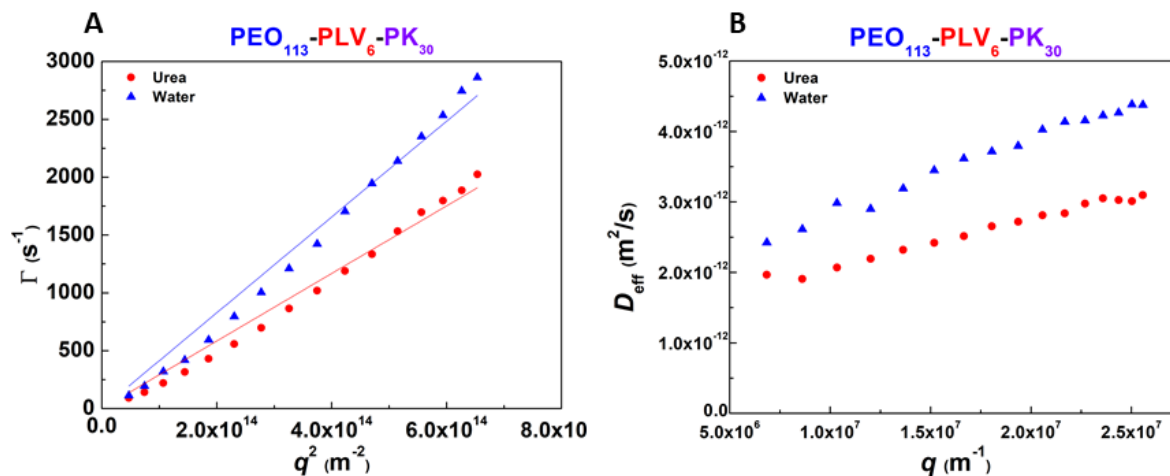 A
PEO113-PLV6-PK30
Urea
Water
Γ (s-1)
3000
2500
2000
1500
1000
500
0
0.0
2.0x10^14
4.0x10^14
6.0x10^14
8.0x10^14
q2 (m-2)
B
PEO113-PLV6-PK30
Urea
Water
Deff (m2/s)
5.0x10-12
4.0x10-12
3.0x10-12
2.0x10-12
1.0x10-12
0.0
5.0x10^6
1.0x10^7
1.5x10^7
2.0x10^7
2.5x10^7
q (m-1)